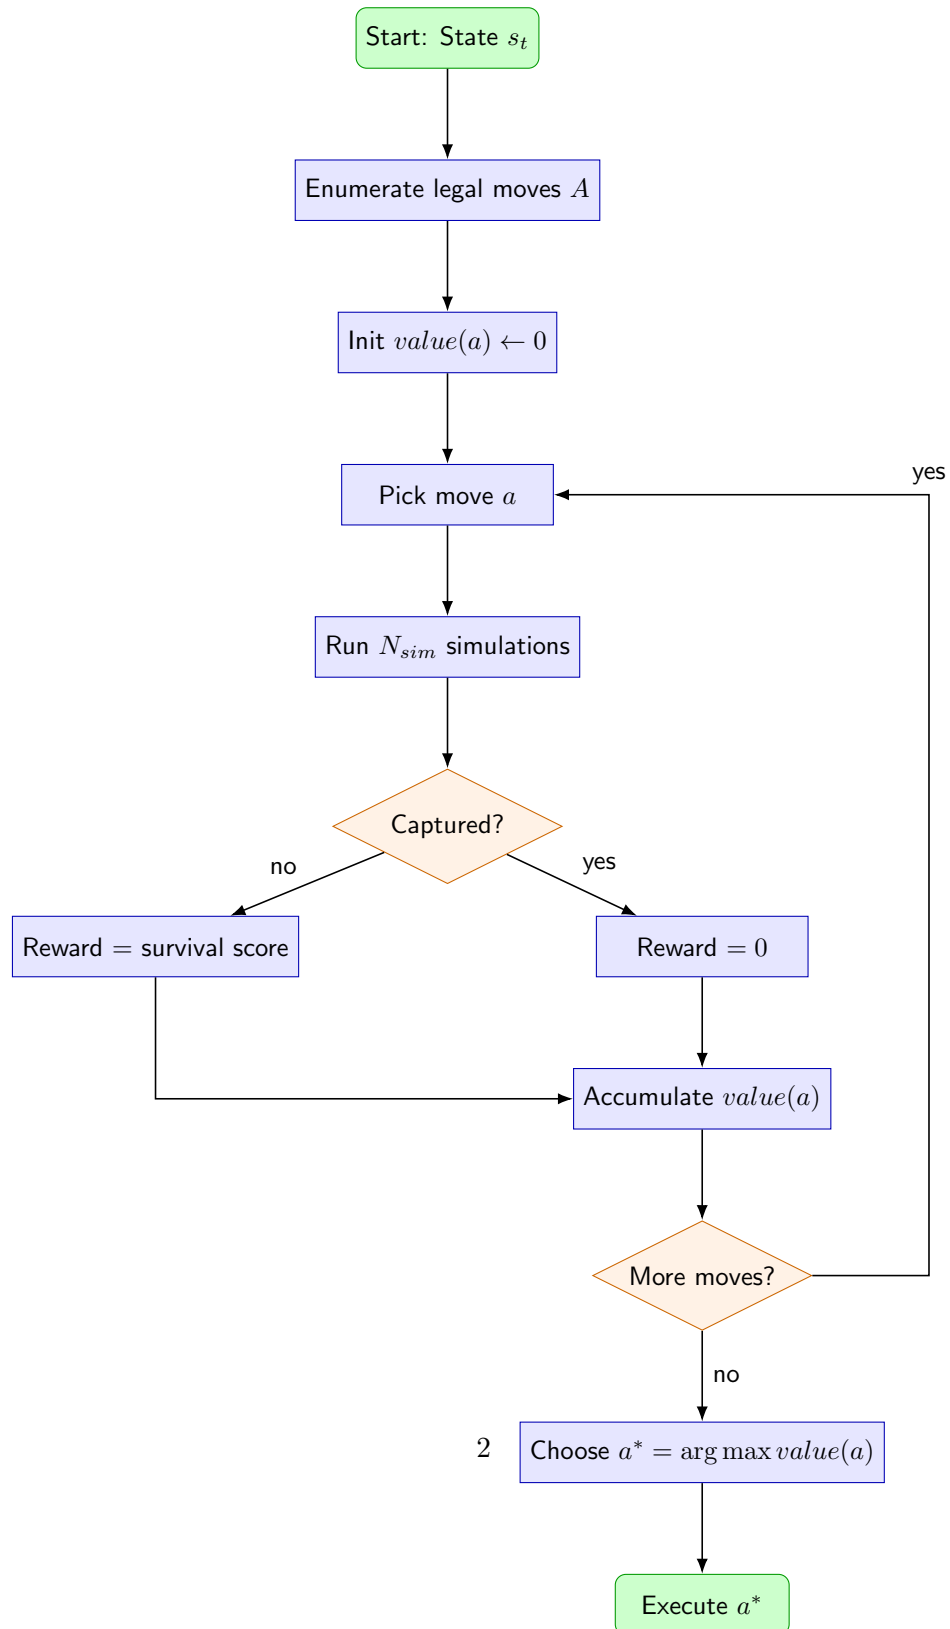 Start: State $s_t$
Enumerate legal moves $A$
Init $value(a) \leftarrow 0$
yes
Pick move $a$
Run $N_{sim}$ simulations
Captured?
no
yes
Reward = survival score
Reward = 0
Accumulate $value(a)$
More moves?
no
2
Choose $a^* = \arg\max value(a)$
Execute $a^*$